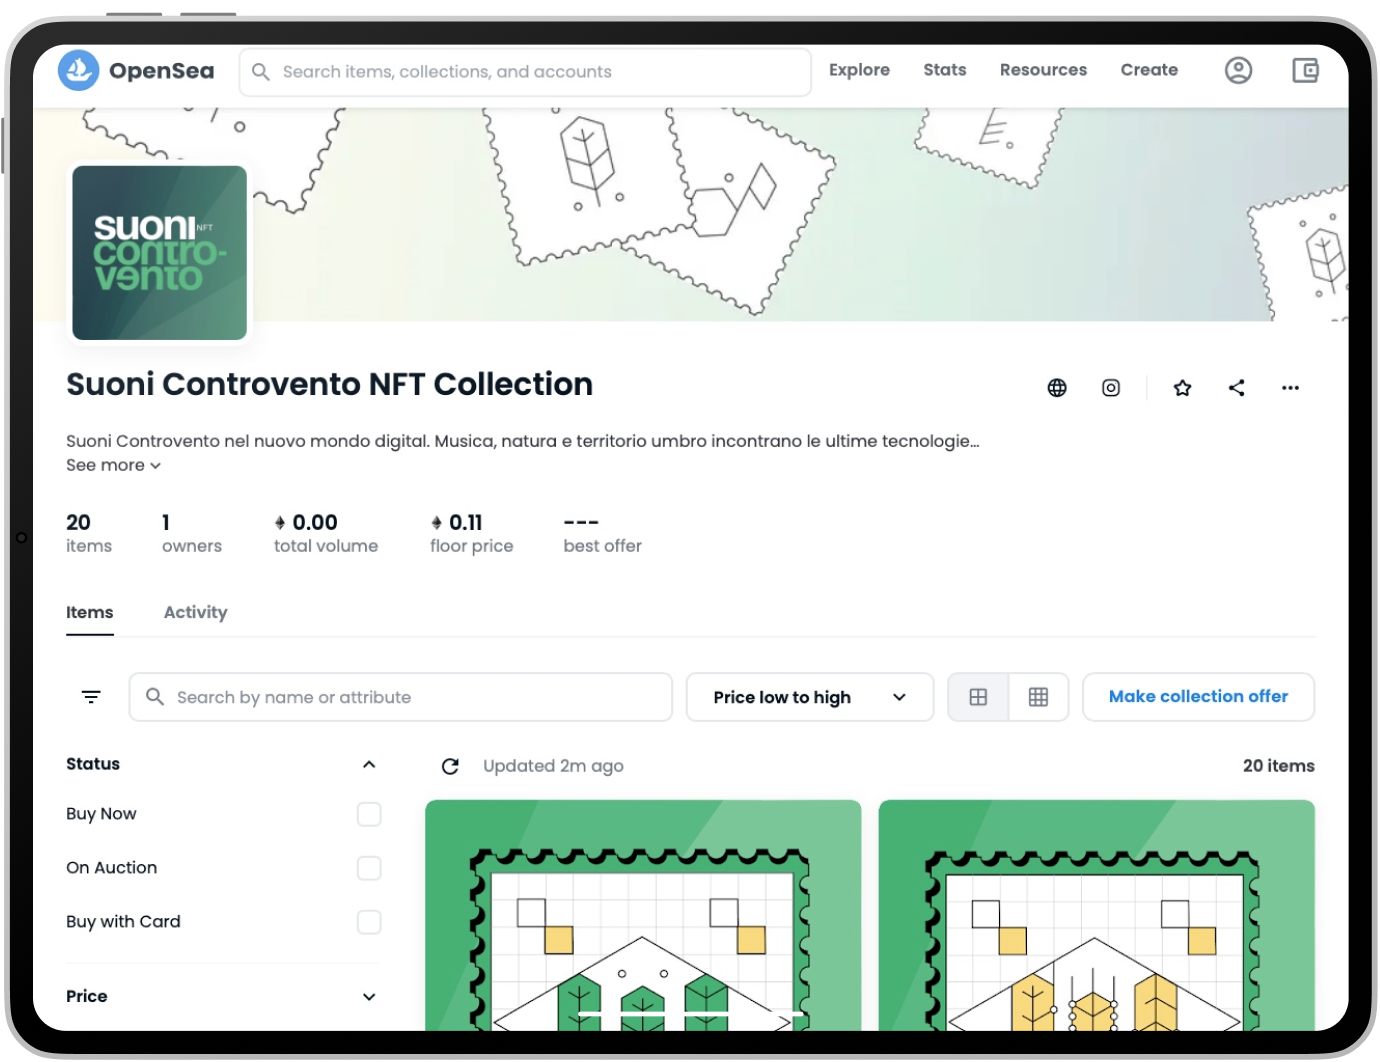 OpenSea
Search items, collections, and accounts
Explore
Stats
Resources
Create
suoni NFT
contro-
vento
Suoni Controvento NFT Collection
Suoni Controvento nel nuovo mondo digital. Musica, natura e territorio umbro incontrano le ultime tecnologie...
See more
20
items
1
owners
0.00
total volume
0.11
floor price
---
best offer
Items
Activity
Search by name or attribute
Price low to high
Make collection offer
Status
Updated 2m ago
20 items
Buy Now
On Auction
Buy with Card
Price